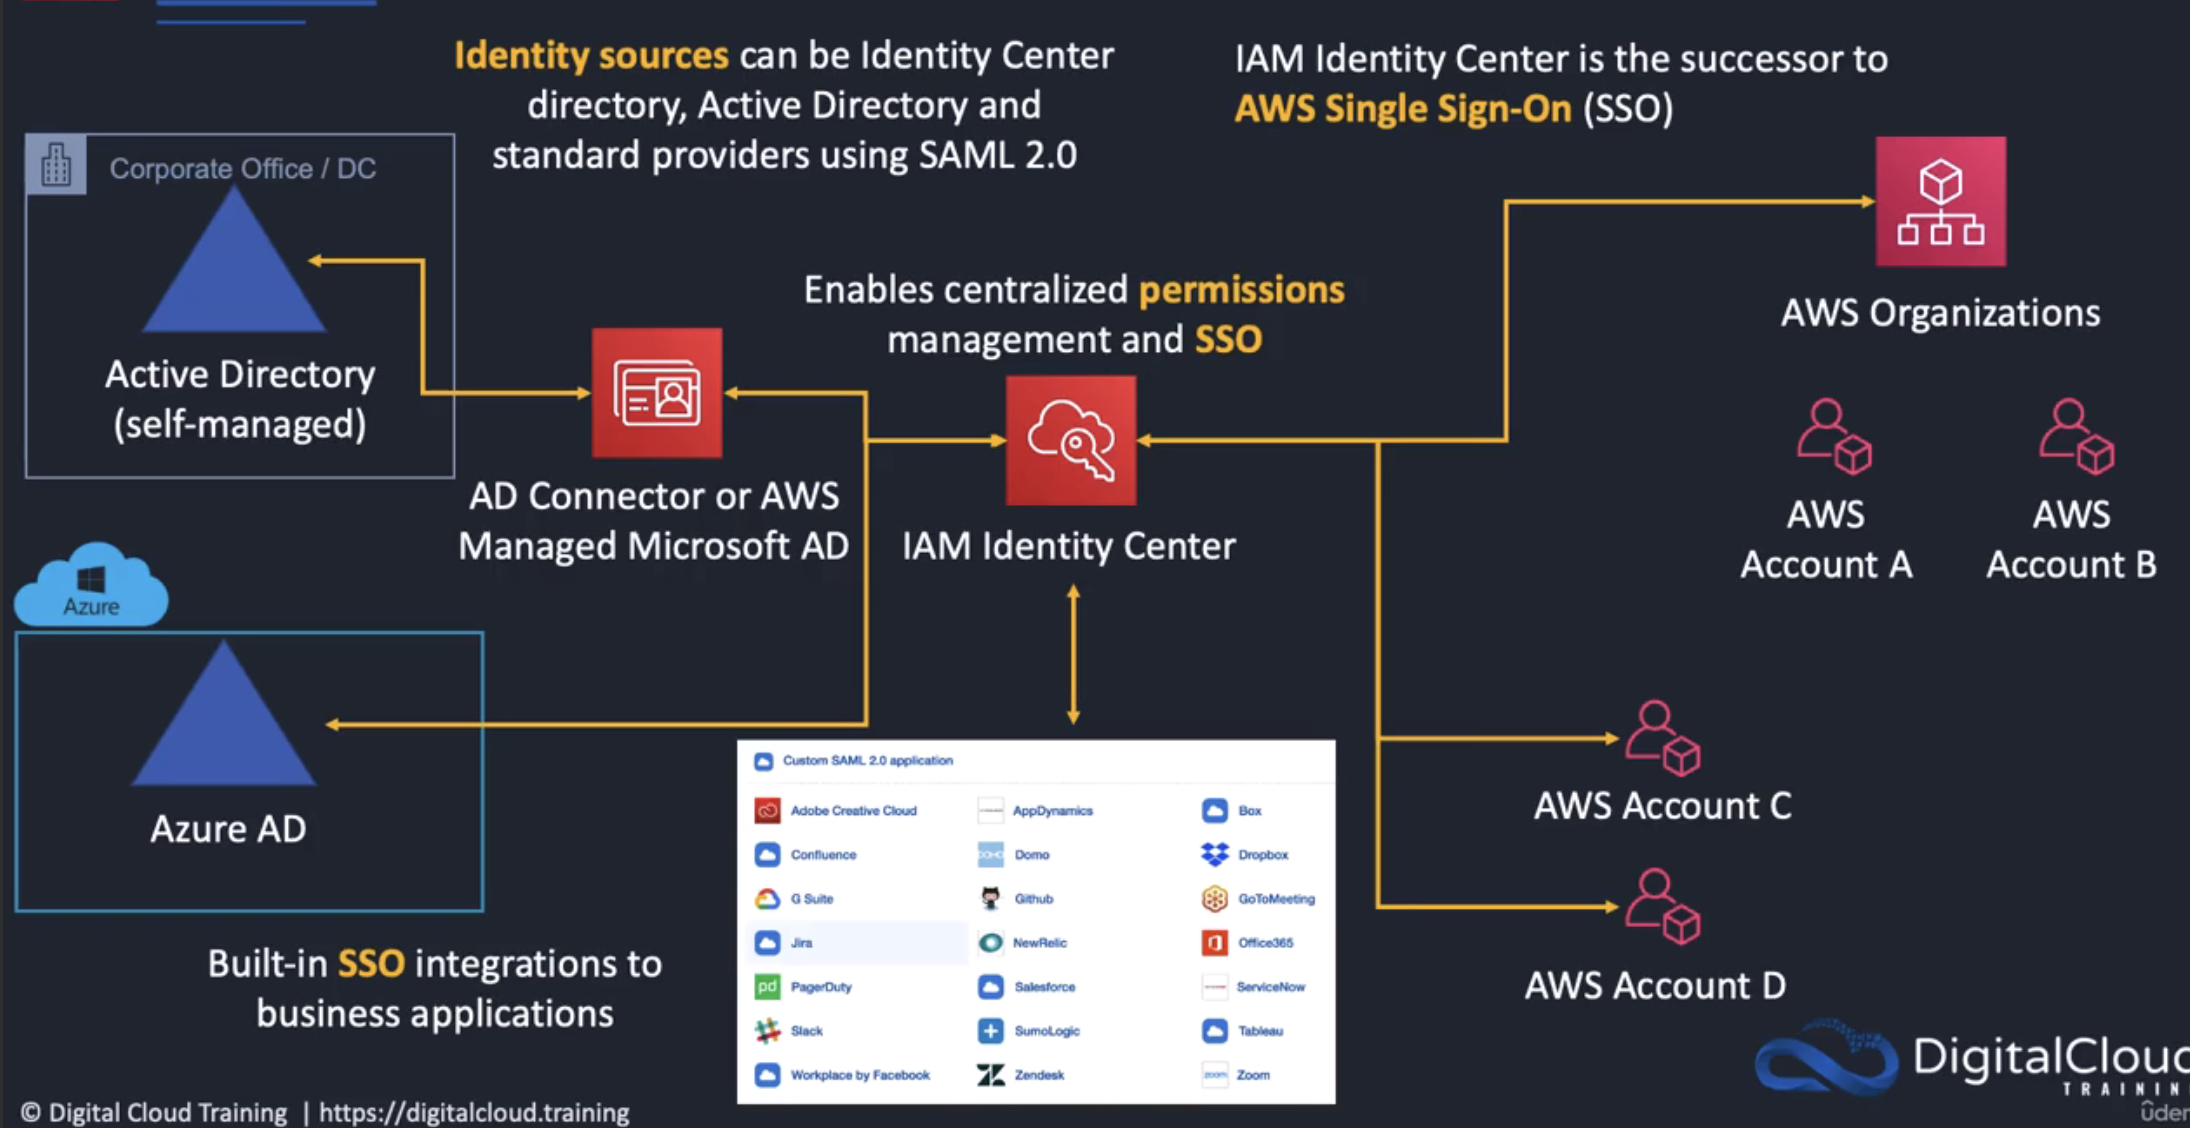 Identity sources can be Identity Center
directory, Active Directory and
standard providers using SAML 2.0
IAM Identity Center is the successor to
AWS Single Sign-On (SSO)
Corporate Office / DC
Active Directory
(self-managed)
Enables centralized permissions
management and SSO
AWS Organizations
AD Connector or AWS
Managed Microsoft AD
IAM Identity Center
AWS
Account A
AWS
Account B
Azure
Azure AD
Built-in SSO integrations to
business applications
Custom SAML 2.0 application
Adobe Creative Cloud
AppDynamics
Box
Confluence
DOMO
Domo
Dropbox
G Suite
Github
GoToMeeting
Jira
NewRelic
Office365
pd
PagerDuty
Salesforce
ServiceNow
Slack
SumoLogic
Tableau
Workplace by Facebook
Zendesk
zoom
Zoom
AWS Account C
AWS Account D
© Digital Cloud Training | https://digitalcloud.training